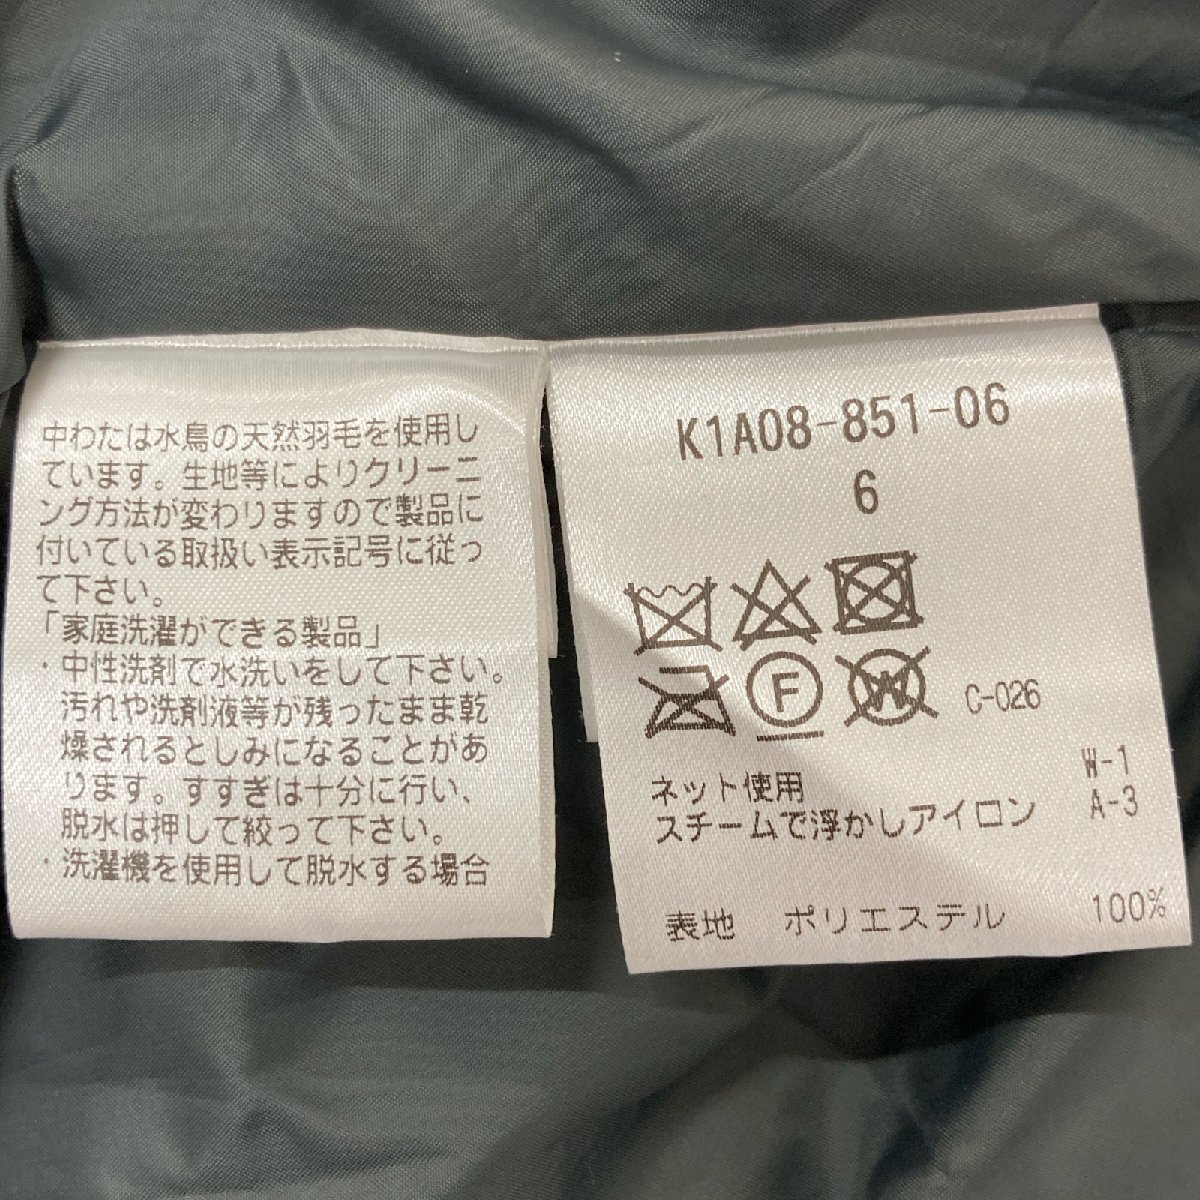 中わたは水鳥の天然羽毛を使用し
ています。生地等によりクリーニ
ング方法が変わりますので製品に
付いている取扱い表示記号に従っ
て下さい。
「家庭洗濯ができる製品」
・中性洗剤で水洗いをして下さい。
汚れや洗剤液等が残ったまま乾
燥されるとしみになることがあ
ります。すすぎは十分に行い、
脱水は押して絞って下さい。
・洗濯機を使用して脱水する場合
K1A08-851-06
6
F
W
C-026
ネット使用 W-1
スチームで浮かしアイロン A-3
表地 ポリエステル 100%